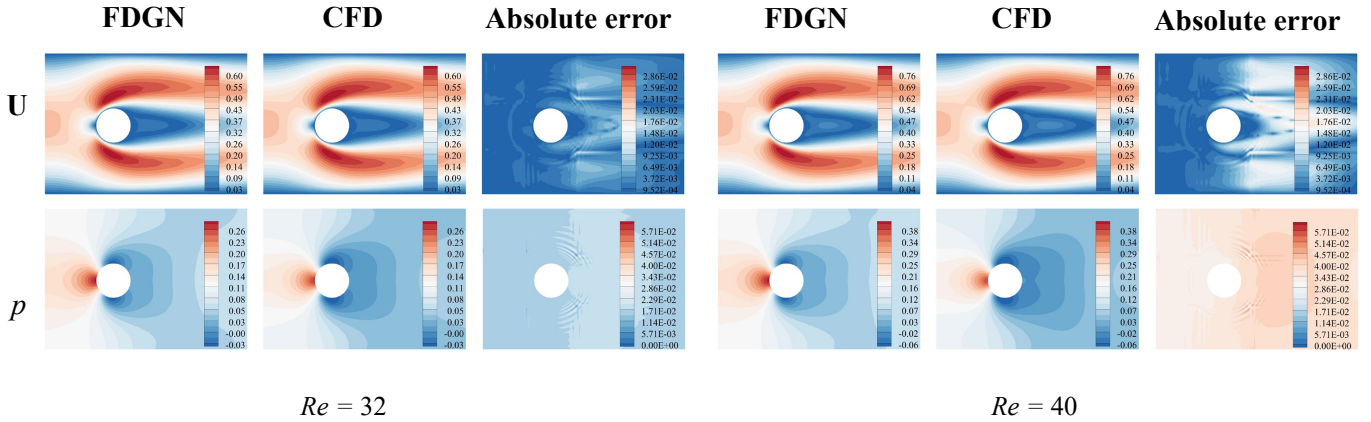 FDGN CFD Absolute error FDGN CFD Absolute error
U
0.60 0.60 2.86E-02 0.76 0.76 2.86E-02
0.55 0.55 2.59E-02 0.69 0.69 2.59E-02
0.49 0.49 2.31E-02 0.62 0.62 2.31E-02
0.43 0.43 2.03E-02 0.54 0.54 2.03E-02
0.37 0.37 1.76E-02 0.47 0.47 1.76E-02
0.32 0.32 1.48E-02 0.40 0.40 1.48E-02
0.26 0.26 1.20E-02 0.33 0.33 1.20E-02
0.20 0.20 9.25E-03 0.25 0.25 9.25E-03
0.14 0.14 6.49E-03 0.18 0.18 6.49E-03
0.09 0.09 3.72E-03 0.11 0.11 3.72E-03
0.03 0.03 9.52E-04 0.04 0.04 9.52E-04
p
0.26 0.26 5.71E-02 0.38 0.38 5.71E-02
0.23 0.23 5.14E-02 0.34 0.34 5.14E-02
0.20 0.20 4.57E-02 0.29 0.29 4.57E-02
0.17 0.17 4.00E-02 0.25 0.25 4.00E-02
0.14 0.14 3.43E-02 0.20 0.20 3.43E-02
0.11 0.11 2.86E-02 0.16 0.16 2.86E-02
0.08 0.08 2.29E-02 0.12 0.12 2.29E-02
0.05 0.05 1.71E-02 0.07 0.07 1.71E-02
0.03 0.03 1.14E-02 0.03 0.03 1.14E-02
-0.00 -0.00 5.71E-03 -0.02 -0.02 5.71E-03
-0.03 -0.03 0.00E+00 -0.06 -0.06 0.00E+00
Re = 32 Re = 40